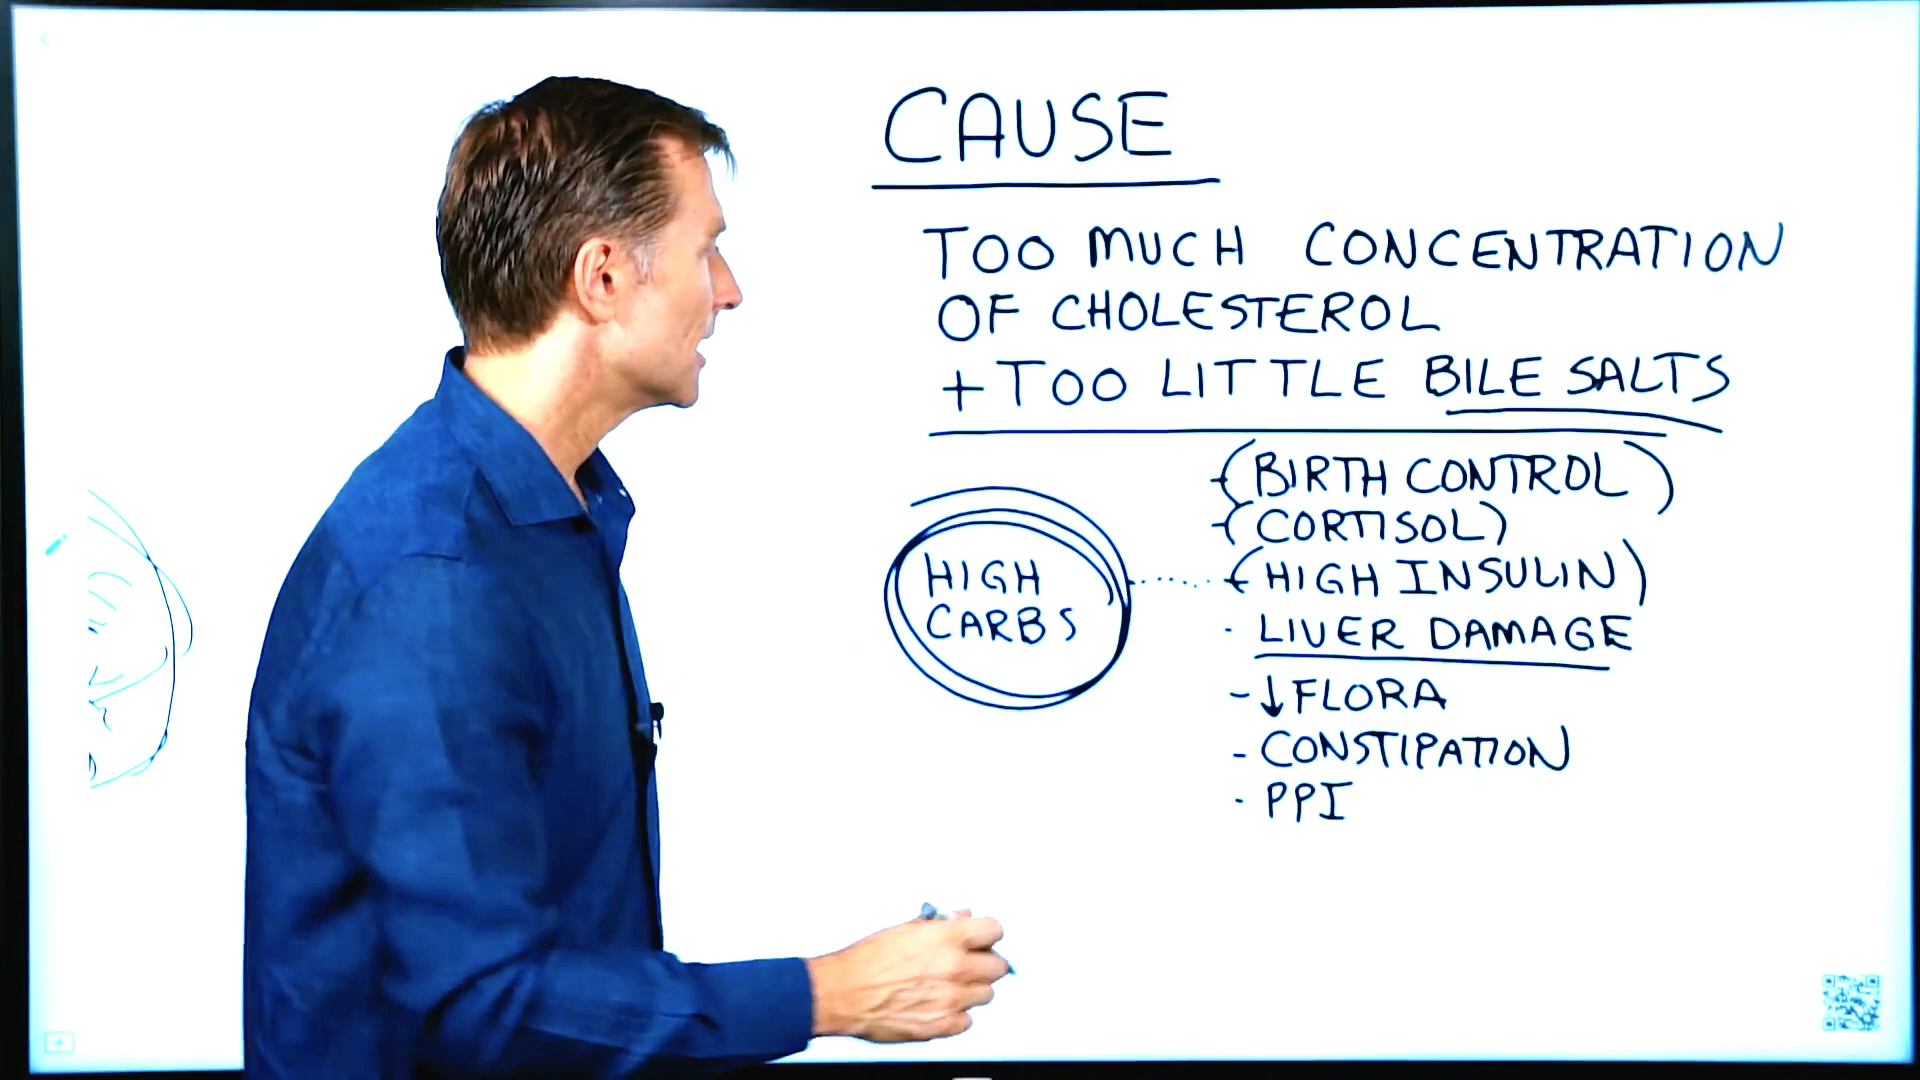 CAUSE
TOO MUCH CONCENTRATION
OF CHOLESTEROL
+ TOO LITTLE BILE SALTS
HIGH
CARBS
- (BIRTH CONTROL)
- (CORTISOL)
- (HIGH INSULIN)
· LIVER DAMAGE
- ↓ FLORA
- CONSTIPATION
· PPI